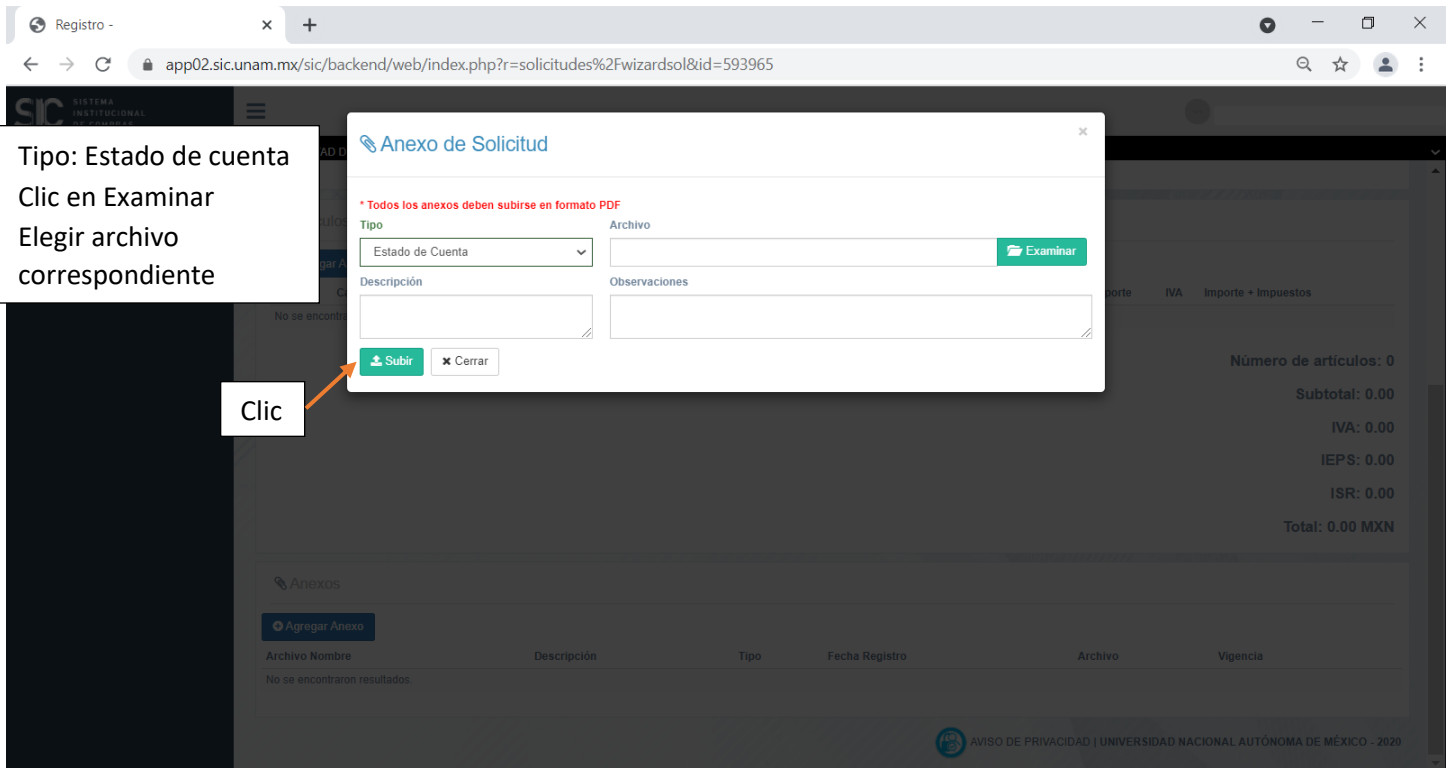 Registro -
app02.sic.unam.mx/sic/backend/web/index.php?r=solicitudes%2Fwizardsol&id=593965
SIC SISTEMA
INSTITUCIONAL
DE COMPRAS
Tipo: Estado de cuenta
Clic en Examinar
Elegir archivo
correspondiente
AD D
Anexo de Solicitud
* Todos los anexos deben subirse en formato PDF
Tipo
Archivo
Estado de Cuenta
Examinar
Descripción
Observaciones
Subir
Cerrar
Clic
gar A
porte IVA Importe + Impuestos
No se encontra
Número de artículos: 0
Subtotal: 0.00
IVA: 0.00
IEPS: 0.00
ISR: 0.00
Total: 0.00 MXN
Anexos
Agregar Anexo
Archivo Nombre Descripción Tipo Fecha Registro Archivo Vigencia
No se encontraron resultados.
AVISO DE PRIVACIDAD | UNIVERSIDAD NACIONAL AUTÓNOMA DE MÉXICO - 2020